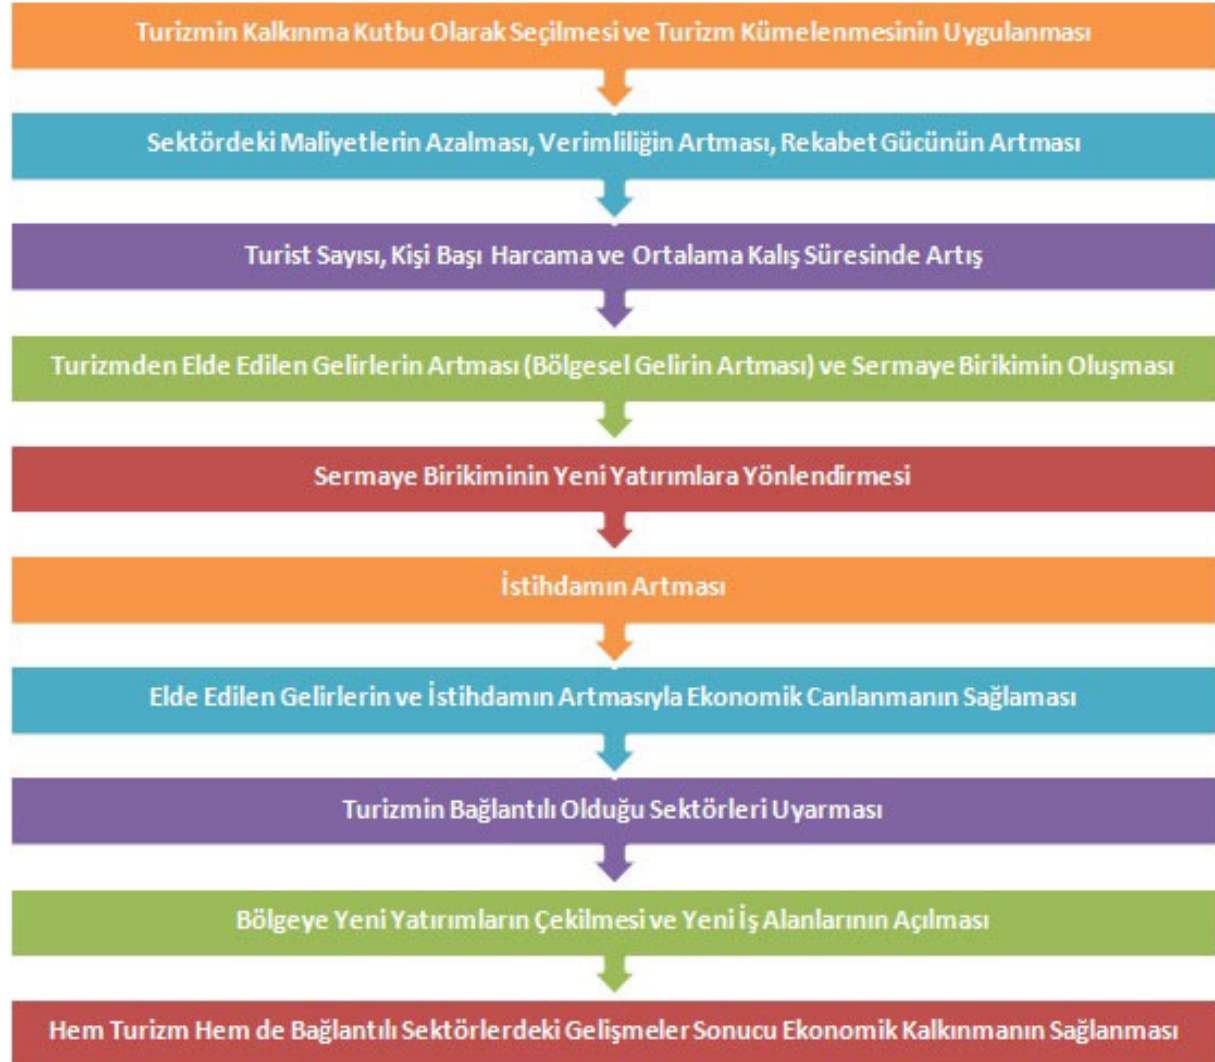 Turizmin Kalkınma Kutbu Olarak Seçilmesi ve Turizm Kümelenmesinin Uygulanması
Sektördeki Maliyetlerin Azalması, Verimliliğin Artması, Rekabet Gücünün Artması
Turist Sayısı, Kişi Başı Harcama ve Ortalama Kalış Süresinde Artış
Turizmden Elde Edilen Gelirlerin Artması (Bölgesel Gelirin Artması) ve Sermaye Birikimin Oluşması
Sermaye Birikiminin Yeni Yatırımlara Yönlendirmesi
İstihdamın Artması
Elde Edilen Gelirlerin ve İstihdamın Artmasıyla Ekonomik Canlanmanın Sağlaması
Turizmin Bağlantılı Olduğu Sektörleri Uyarması
Bölgeye Yeni Yatırımların Çekilmesi ve Yeni İş Alanlarının Açılması
Hem Turizm Hem de Bağlantılı Sektörlerdeki Gelişmeler Sonucu Ekonomik Kalkınmanın Sağlanması